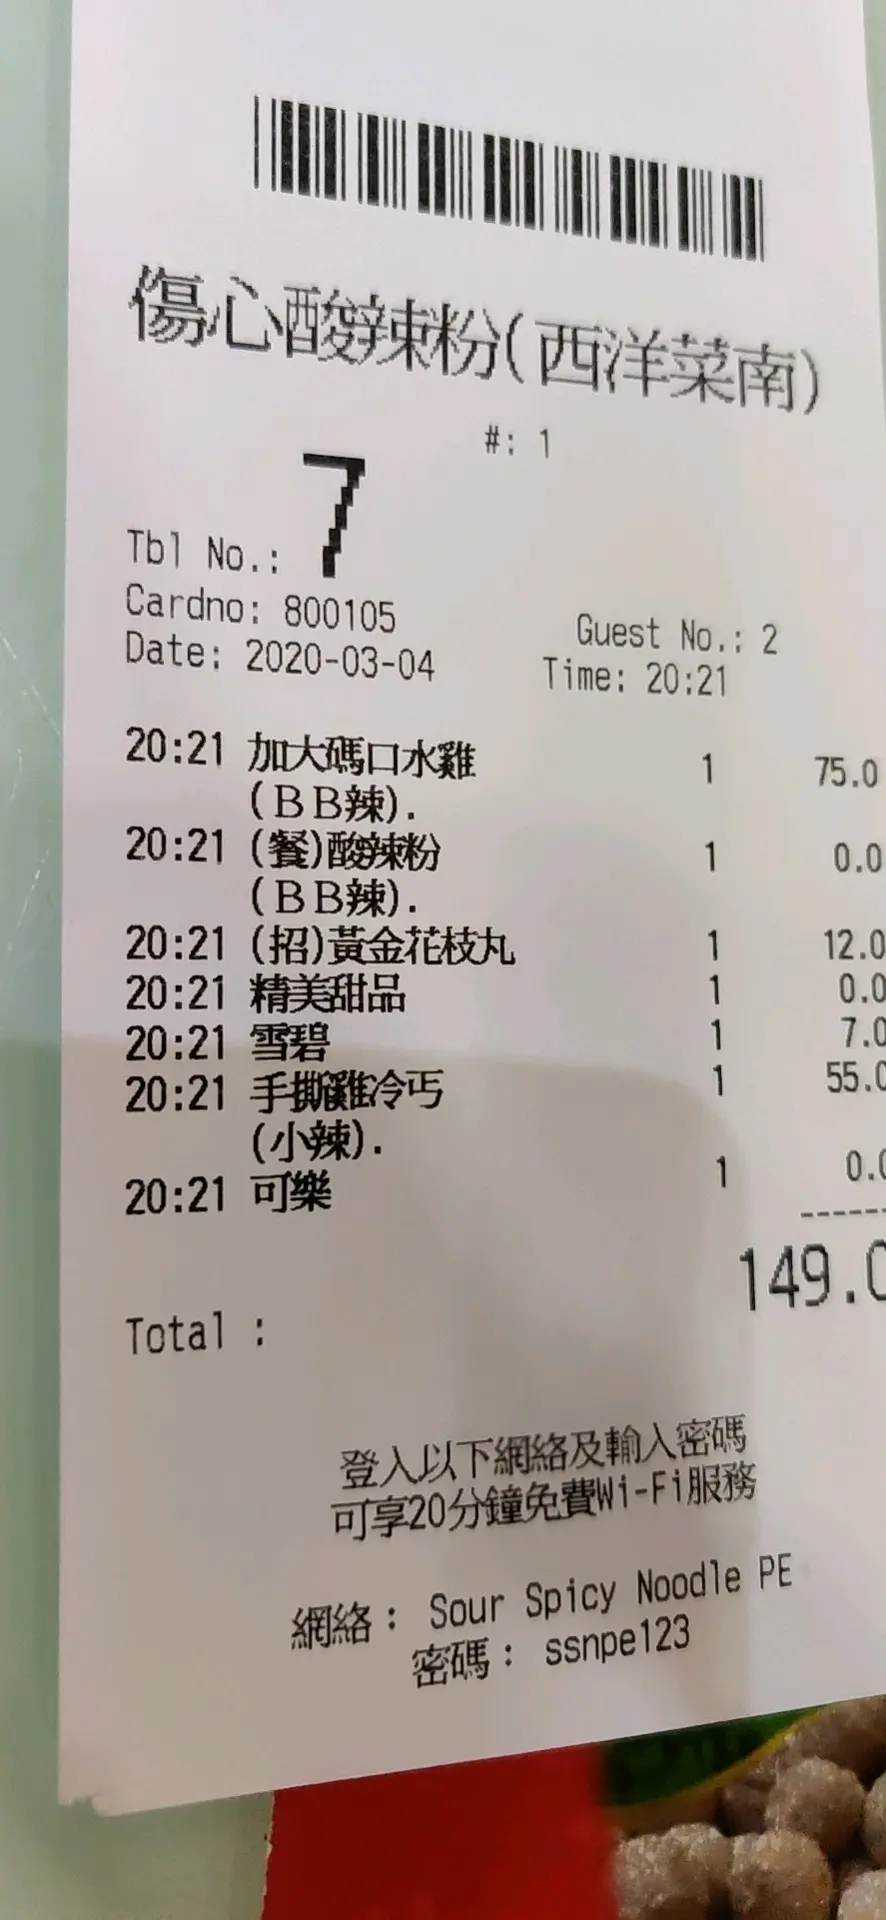 傷心酸辣粉(西洋菜南)
#: 1
Tbl No.: 7
Cardno: 800105
Guest No.: 2
Date: 2020-03-04 Time: 20:21
20:21 加大碼口水雞 1 75.0
(ＢＢ辣).
20:21 (餐)酸辣粉 1 0.0
(ＢＢ辣).
20:21 (招)黃金花枝丸 1 12.0
20:21 精美甜品 1 0.0
20:21 雪碧 1 7.0
20:21 手撕雞冷丐 1 55.0
(小辣).
20:21 可樂 1 0.0
149.0
Total :
登入以下網絡及輸入密碼
可享20分鐘免費Wi-Fi服務
網絡： Sour Spicy Noodle PE
密碼： ssnpe123